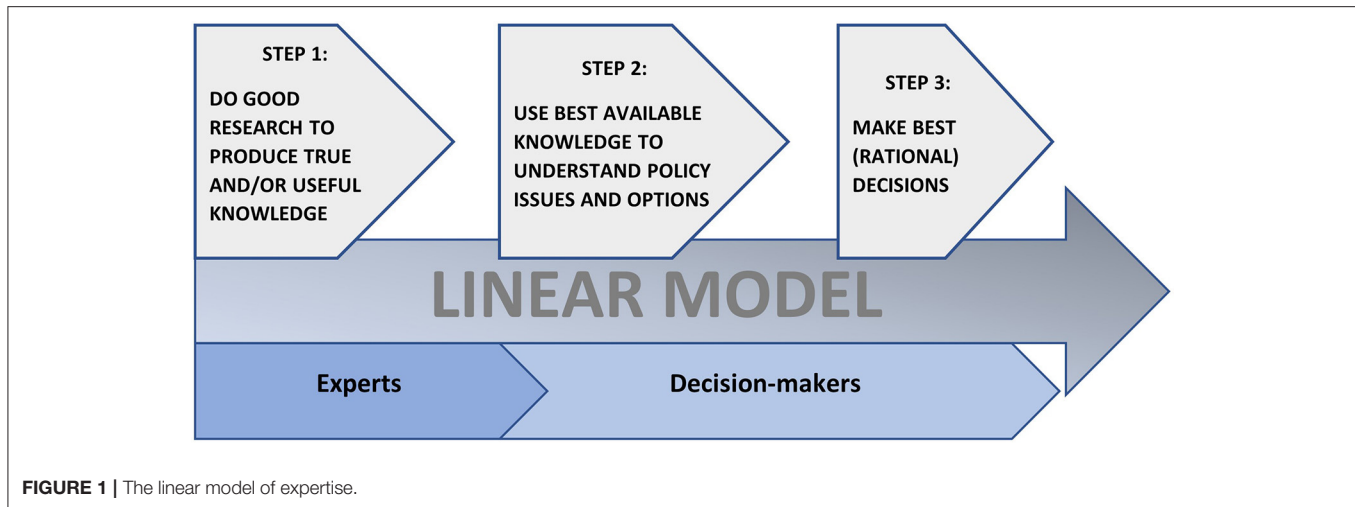 STEP 1:
DO GOOD
RESEARCH TO
PRODUCE TRUE
AND/OR USEFUL
KNOWLEDGE
STEP 2:
USE BEST AVAILABLE
KNOWLEDGE TO
UNDERSTAND POLICY
ISSUES AND OPTIONS
STEP 3:
MAKE BEST
(RATIONAL)
DECISIONS
LINEAR MODEL
Experts
Decision-makers
FIGURE 1 | The linear model of expertise.